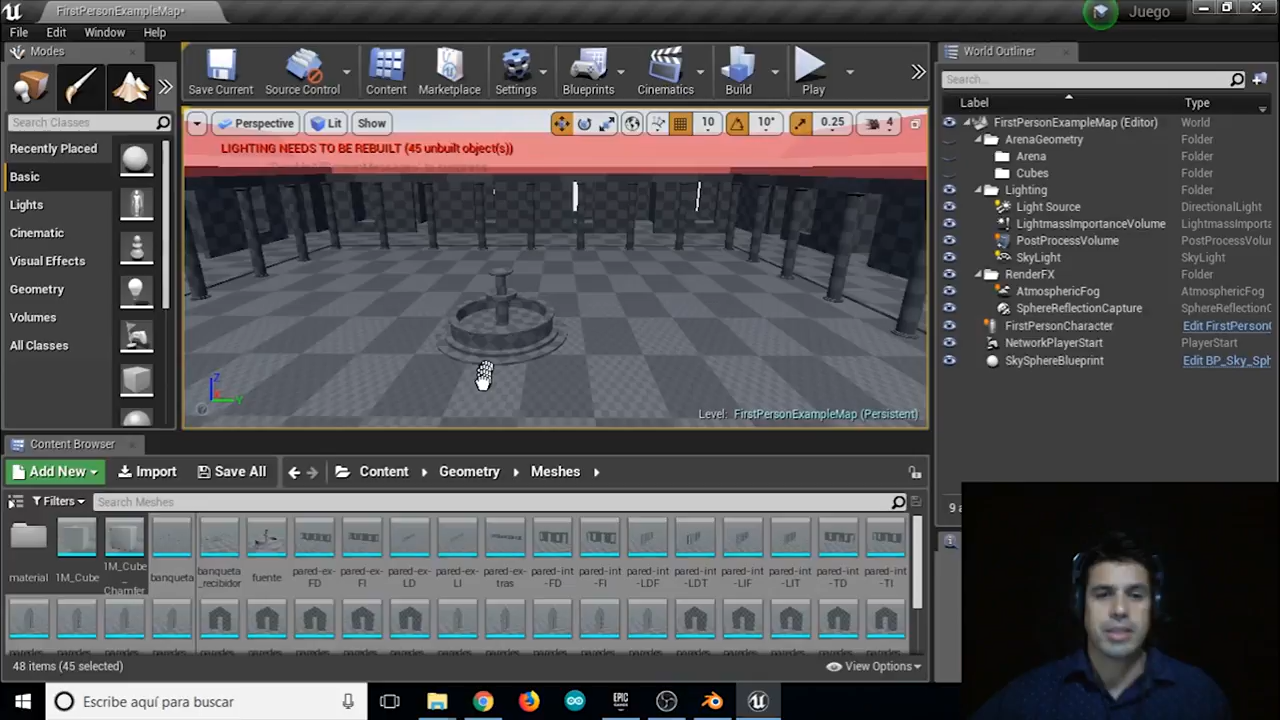 FirstPersonExampleMap*
Juego
File Edit Window Help
Modes
Search Classes
Recently Placed
Basic
Lights
Cinematic
Visual Effects
Geometry
Volumes
All Classes
Save Current
Source Control
Content
Marketplace
Settings
Blueprints
Cinematics
Build
Play
Perspective Lit Show
10 10° 0.25 4
LIGHTING NEEDS TO BE REBUILT (45 unbuilt object(s))
Z
Y
Level: FirstPersonExampleMap (Persistent)
World Outliner
Search...
Label Type
FirstPersonExampleMap (Editor) World
ArenaGeometry Folder
Arena Folder
Cubes Folder
Lighting Folder
Light Source DirectionalLight
LightmassImportanceVolume LightmassImportan
PostProcessVolume PostProcessVolum
SkyLight SkyLight
RenderFX Folder
AtmosphericFog AtmosphericFog
SphereReflectionCapture SphereReflectionC
FirstPersonCharacter Edit FirstPerson
NetworkPlayerStart PlayerStart
SkySphereBlueprint Edit BP_Sky_Sph
Content Browser
Add New Import Save All Content Geometry Meshes
Filters Search Meshes
material
1M_Cube
1M_Cube_
Chamfer
banqueta
banqueta
_recibidor
fuente
pared-ex-
FD
pared-ex-
FI
pared-ex-
LD
pared-ex-
LI
pared-ex-
tras
pared-int-
FD
pared-int-
FI
pared-int-
LDF
pared-int-
LDT
pared-int-
LIF
pared-int-
LIT
pared-int-
TD
pared-int-
TI
48 items (45 selected)
View Options
Escribe aquí para buscar
EPIC
GAMES